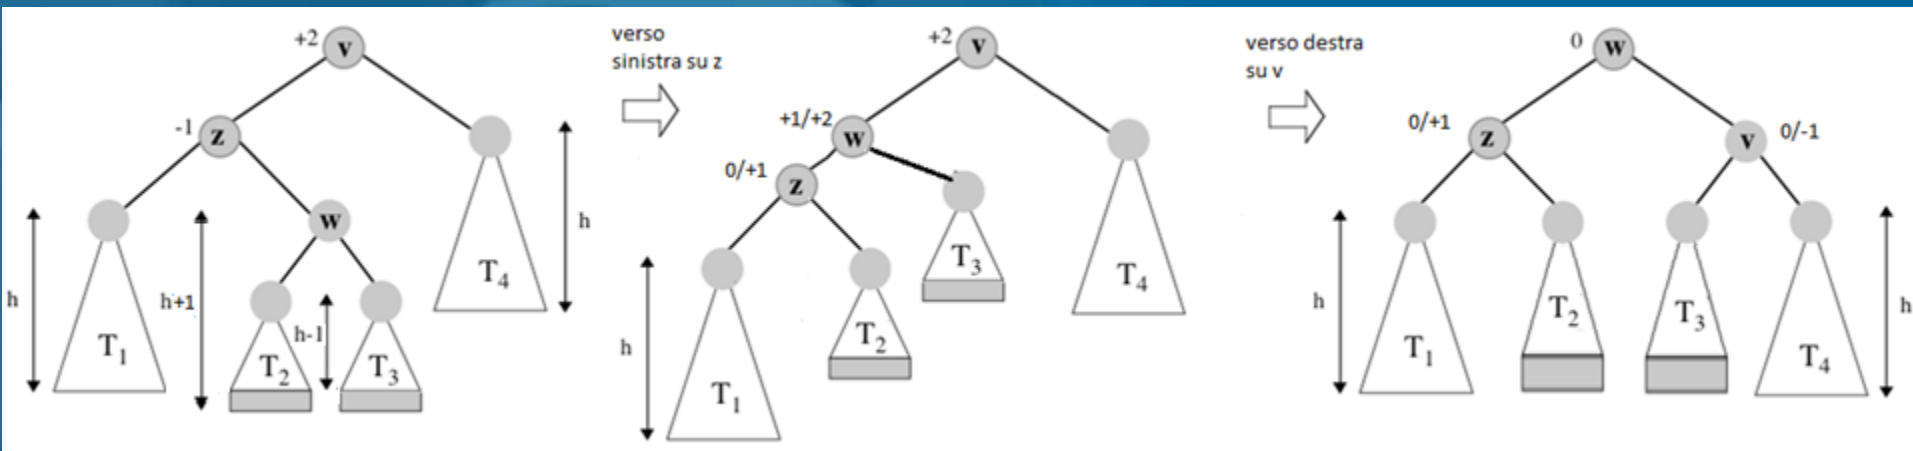 +2 v
-1 z
w
h
h+1
h-1
h
T1
T2
T3
T4
verso
sinistra su z
+2 v
+1/+2 w
0/+1 z
h
T1
T2
T3
T4
verso destra
su v
0 w
0/+1 z
v 0/-1
h
h
T1
T2
T3
T4